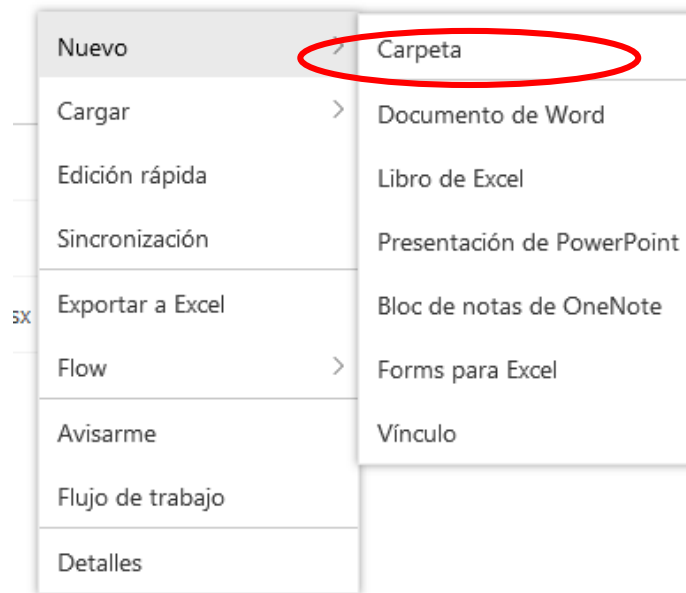 Nuevo
Cargar
Edición rápida
Sincronización
Exportar a Excel
Flow
Avisarme
Flujo de trabajo
Detalles
Carpeta
Documento de Word
Libro de Excel
Presentación de PowerPoint
Bloc de notas de OneNote
Forms para Excel
Vínculo
sx